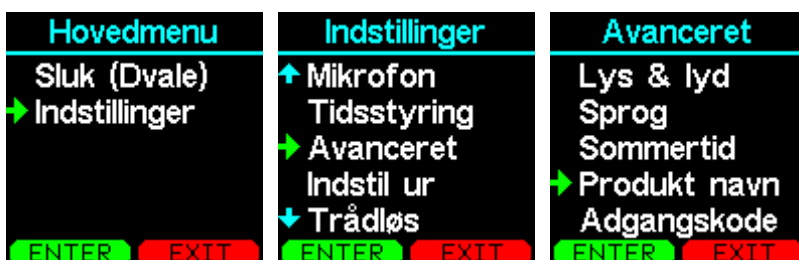 Hovedmenu
Sluk (Dvale)
Indstillinger
ENTER EXIT
Indstillinger
Mikrofon
Tidsstyring
Avanceret
Indstil ur
Trådløs
ENTER EXIT
Avanceret
Lys & lyd
Sprog
Sommertid
Produkt navn
Adgangskode
ENTER EXIT